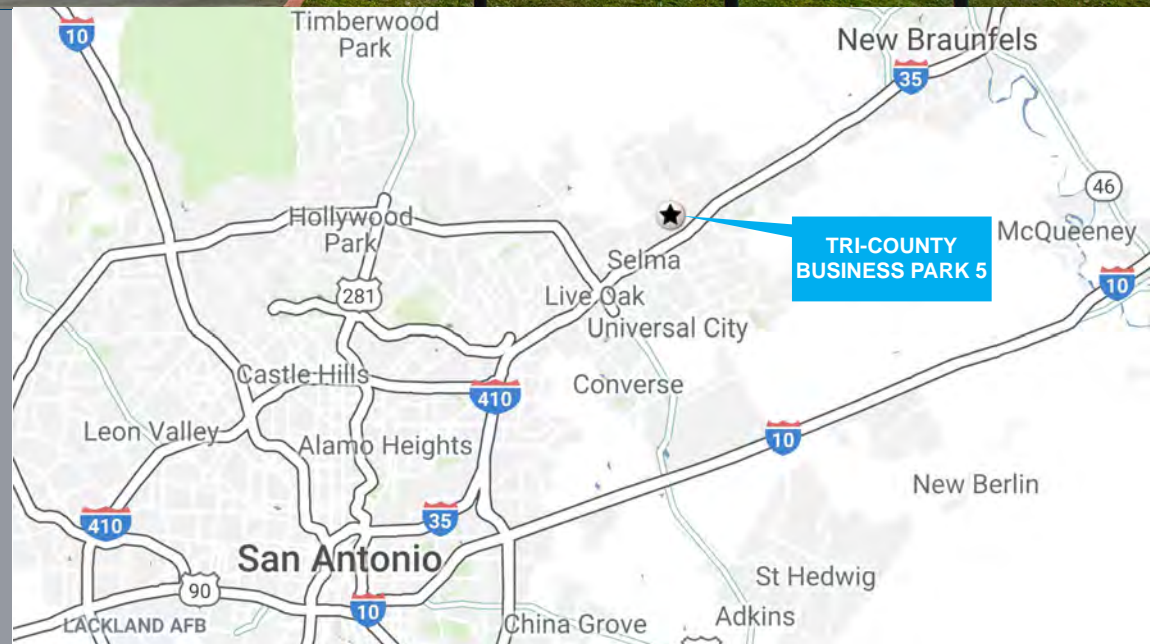 Timberwood
Park
10
New Braunfels
35
46
Hollywood
Park
McQueeney
TRI-COUNTY
BUSINESS PARK 5
Selma
10
281
Live Oak
Universal City
Castle Hills
Converse
410
Leon Valley
Alamo Heights
10
New Berlin
410
35
San Antonio
St Hedwig
90
10
Adkins
LACKLAND AFB
China Grove